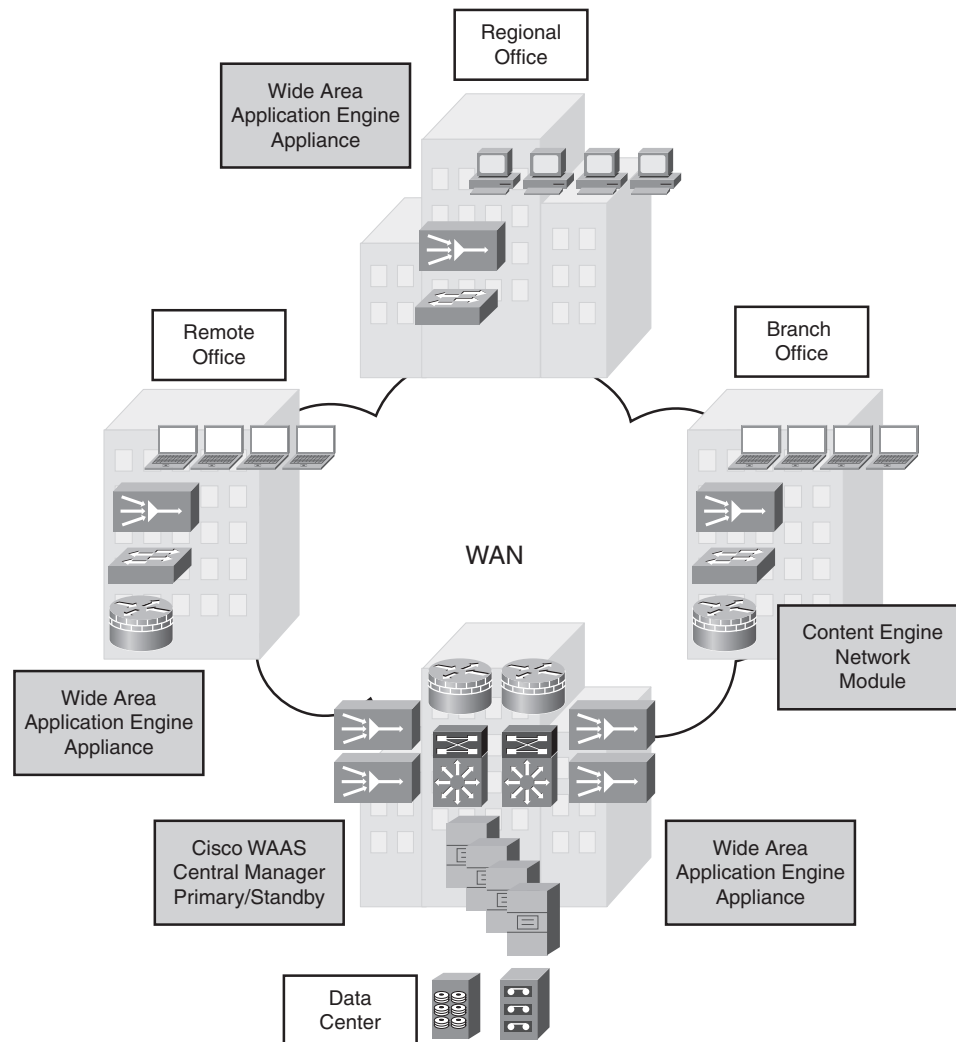 Regional
Office
Wide Area
Application Engine
Appliance
Remote
Office
Branch
Office
WAN
Content Engine
Network
Module
Wide Area
Application Engine
Appliance
Cisco WAAS
Central Manager
Primary/Standby
Wide Area
Application Engine
Appliance
Data
Center